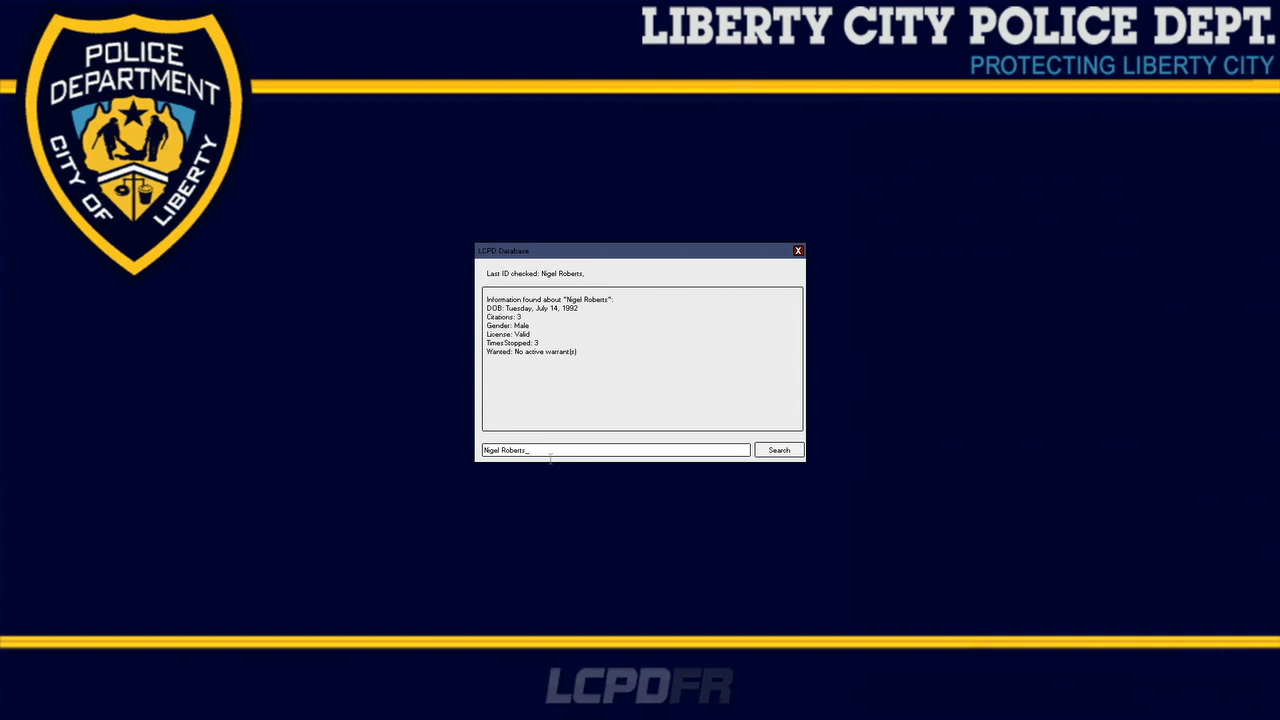 LIBERTY CITY POLICE DEPT.
PROTECTING LIBERTY CITY
POLICE
DEPARTMENT
CITY OF LIBERTY
LCPD Database
X
Last ID checked: Nigel Roberts,
Information found about "Nigel Roberts":
DOB: Tuesday, July 14, 1992
Citations: 3
Gender: Male
License: Valid
TimesStopped: 3
Wanted: No active warrant(s)
Nigel Roberts_
Search
LCPDFR